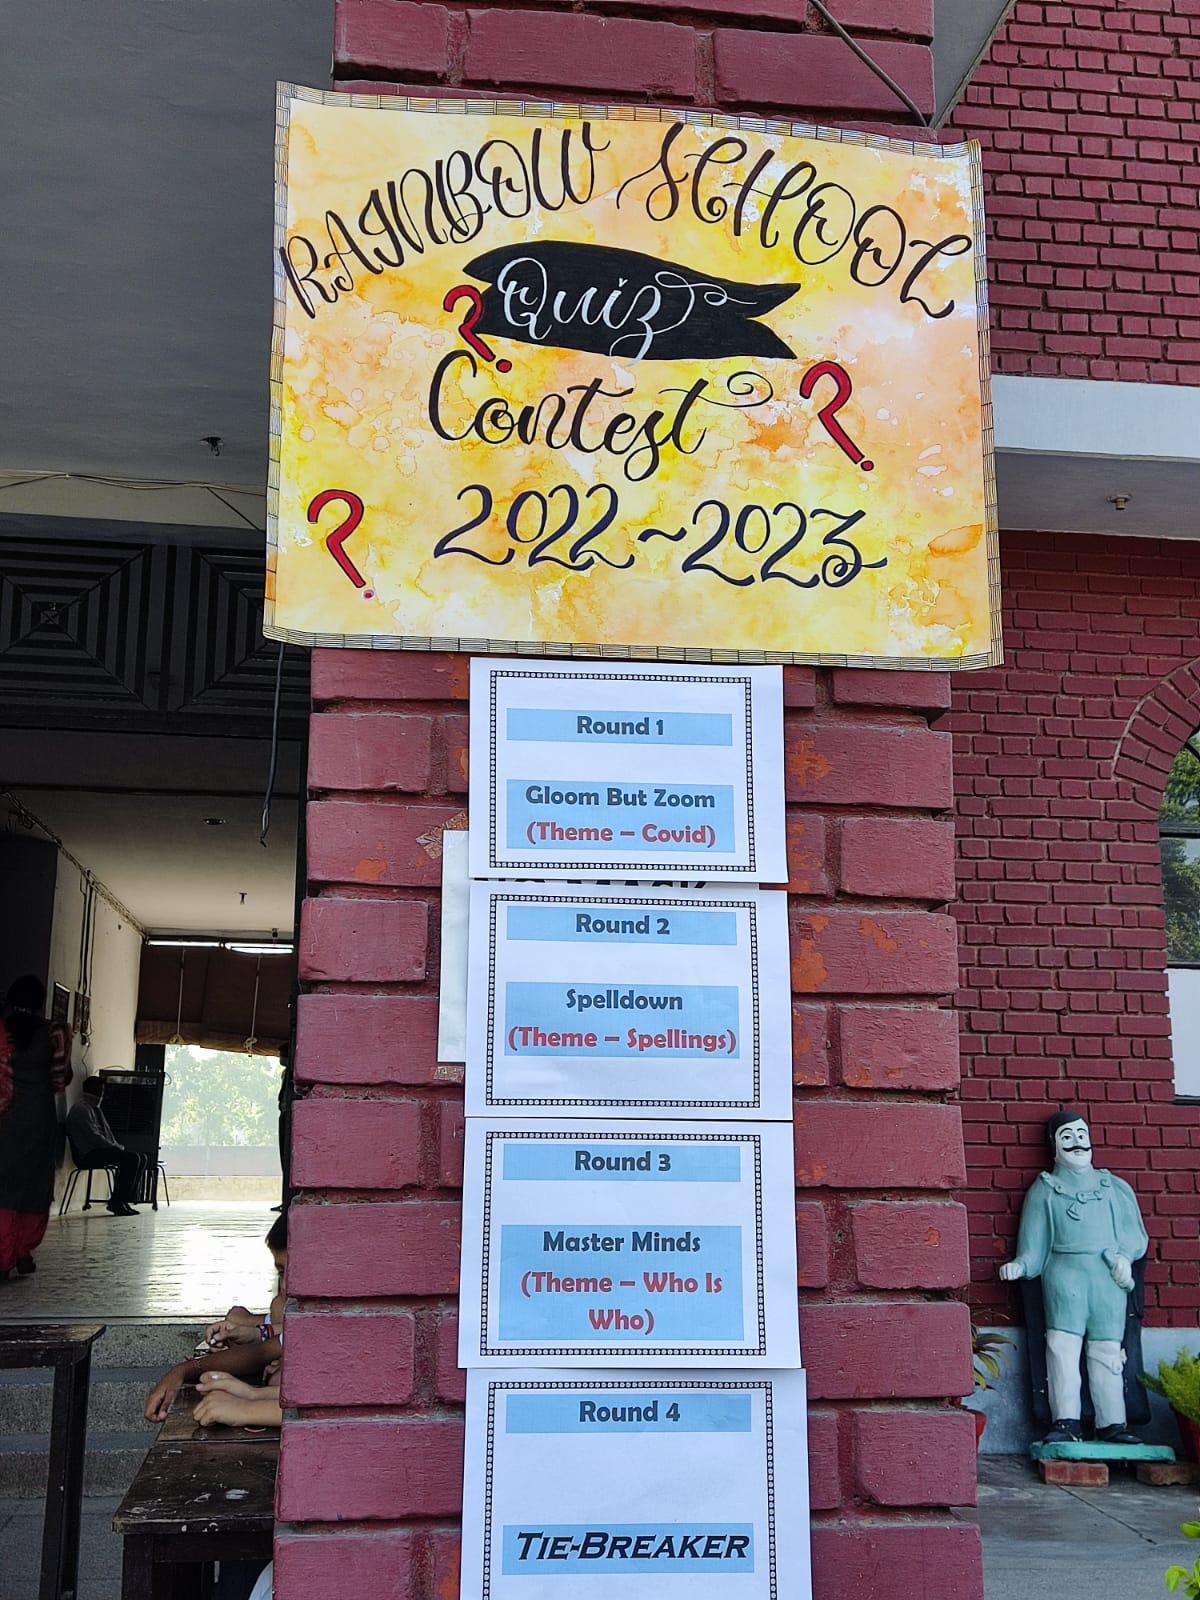 RAINBOW SCHOOL
Quiz
Contest
2022~2023
Round 1
Gloom But Zoom
(Theme – Covid)
Round 2
Spelldown
(Theme – Spellings)
Round 3
Master Minds
(Theme – Who Is
Who)
Round 4
TIE-BREAKER